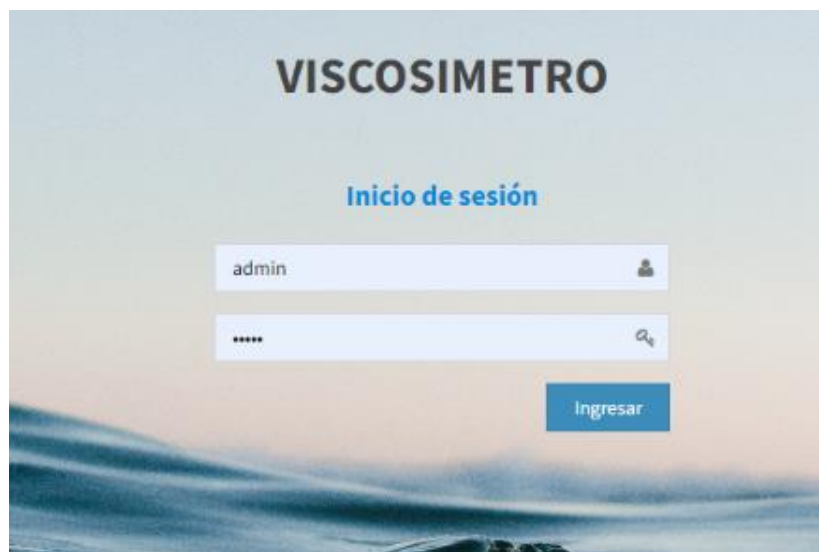 VISCOSIMETRO
Inicio de sesión
admin
•••••
Ingresar